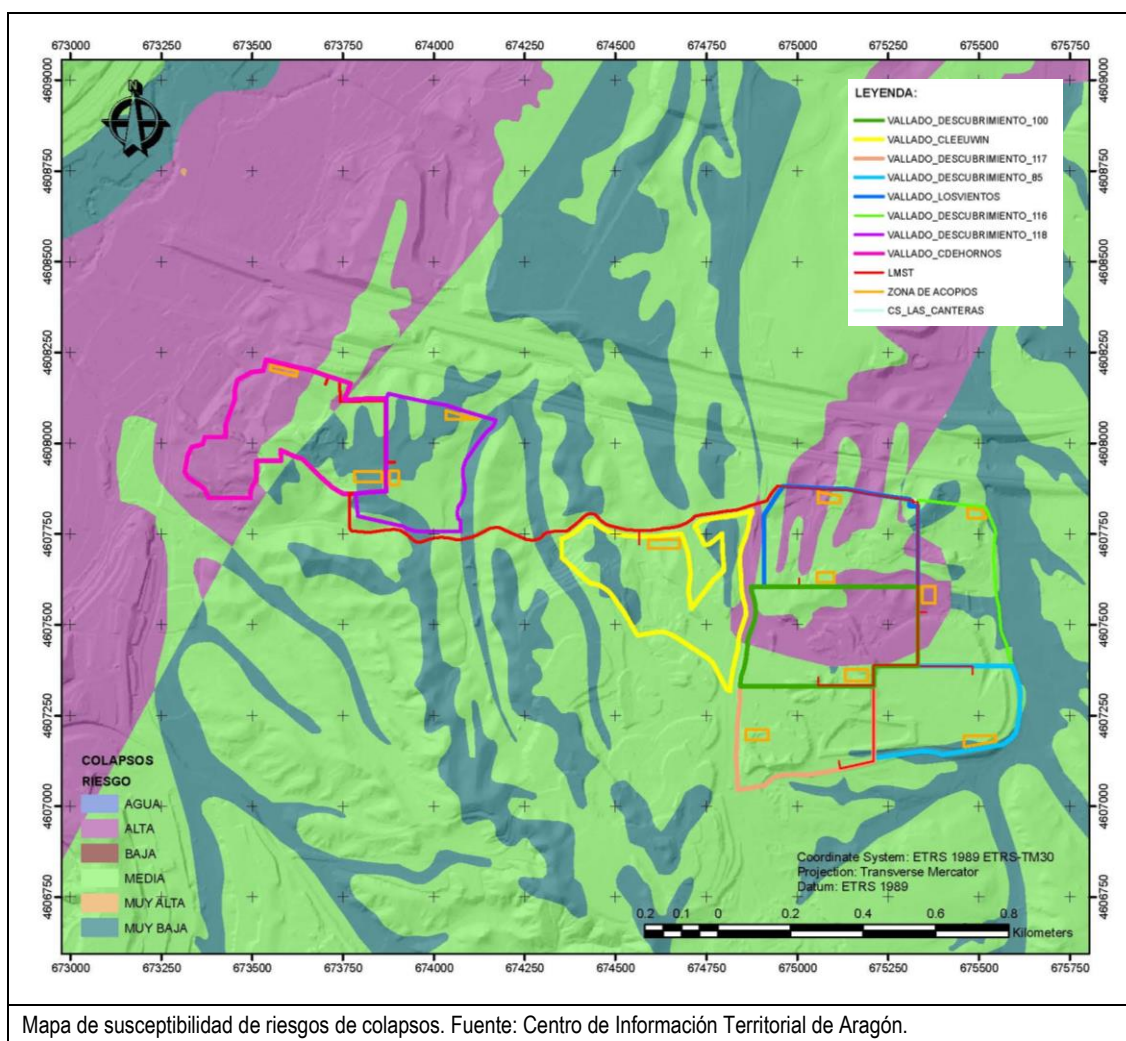 673000 673250 673500 673750 674000 674250 674500 674750 675000 675250 675500 675750
4609000 4609000
4608750 4608750
4608500 4608500
4608250 4608250
4608000 4608000
4607750 4607750
4607500 4607500
4607250 4607250
4607000 4607000
4606750 4606750
N
LEYENDA:
VALLADO_DESCUBRIMIENTO_100
VALLADO_CLEEUWIN
VALLADO_DESCUBRIMIENTO_117
VALLADO_DESCUBRIMIENTO_85
VALLADO_LOSVIENTOS
VALLADO_DESCUBRIMIENTO_116
VALLADO_DESCUBRIMIENTO_118
VALLADO_CDEHORNOS
LMST
ZONA DE ACOPIOS
CS_LAS_CANTERAS
COLAPSOS
RIESGO
AGUA
ALTA
BAJA
MEDIA
MUY ALTA
MUY BAJA
Coordinate System: ETRS 1989 ETRS-TM30
Projection: Transverse Mercator
Datum: ETRS 1989
0.2 0.1 0 0.2 0.4 0.6 0.8
Kilometers
673000 673250 673500 673750 674000 674250 674500 674750 675000 675250 675500 675750
Mapa de susceptibilidad de riesgos de colapsos. Fuente: Centro de Información Territorial de Aragón.